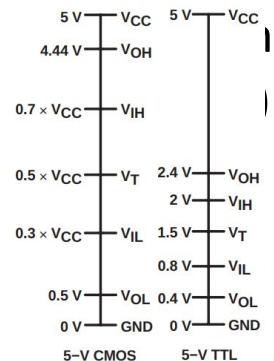 5 V VCC 5 V VCC
4.44 V VOH
0.7 × VCC VIH
0.5 × VCC VT 2.4 V VOH
2 V VIH
0.3 × VCC VIL 1.5 V VT
0.8 V VIL
0.5 V VOL 0.4 V VOL
0 V GND 0 V GND
5−V CMOS 5−V TTL